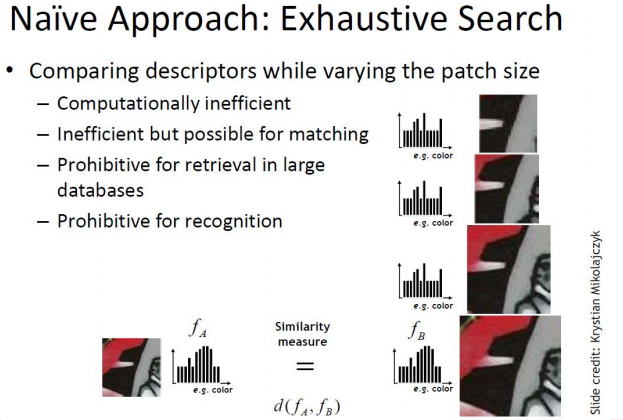 Naïve Approach: Exhaustive Search
• Comparing descriptors while varying the patch size
– Computationally inefficient
– Inefficient but possible for matching
– Prohibitive for retrieval in large
databases
– Prohibitive for recognition
e.g. color
e.g. color
e.g. color
f_A
e.g. color
Similarity
measure
=
d(f_A, f_B)
f_B
e.g. color
Slide credit: Krystian Mikolajczyk